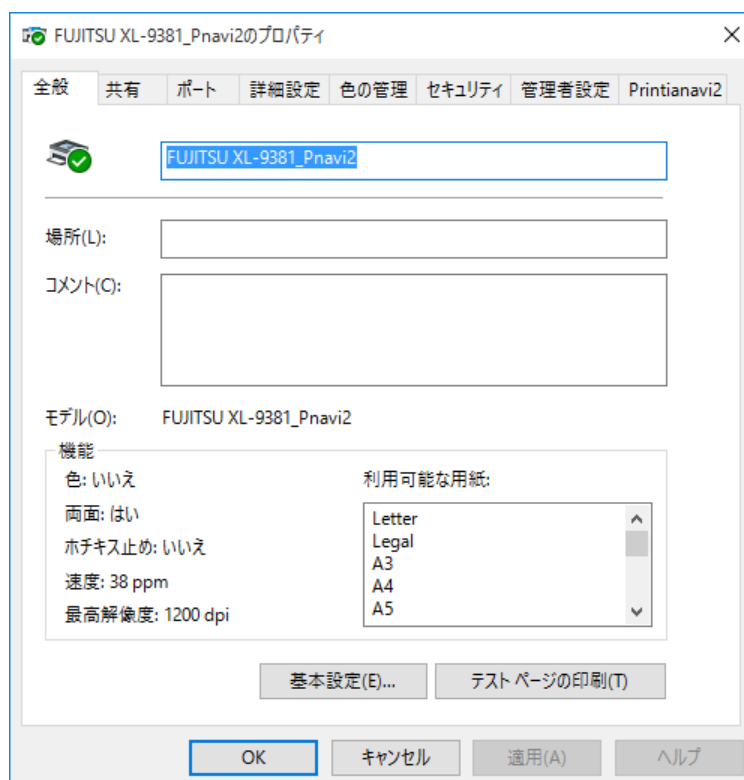 FUJITSU XL-9381_Pnavi2のプロパティ
全般 共有 ポート 詳細設定 色の管理 セキュリティ 管理者設定 Printianavi2
FUJITSU XL-9381_Pnavi2
場所(L):
コメント(C):
モデル(O): FUJITSU XL-9381_Pnavi2
機能
色: いいえ
両面: はい
ホチキス止め: いいえ
速度: 38 ppm
最高解像度: 1200 dpi
利用可能な用紙:
Letter
Legal
A3
A4
A5
基本設定(E)... テスト ページの印刷(T)
OK キャンセル 適用(A) ヘルプ